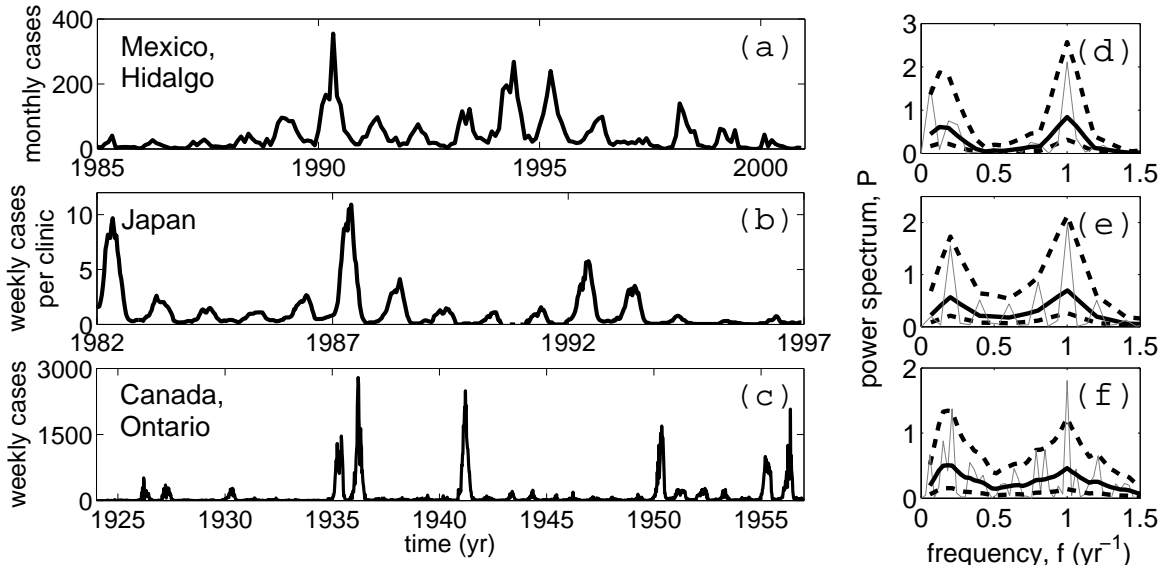 400
200
0
monthly cases
Mexico,
Hidalgo
(a)
1985
1990
1995
2000
10
5
0
weekly cases
per clinic
Japan
(b)
1982
1987
1992
1997
3000
1500
0
weekly cases
Canada,
Ontario
(c)
1925
1930
1935
1940
1945
1950
1955
time (yr)
power spectrum, P
3
2
1
0
(d)
0
0.5
1
1.5
2
1
0
(e)
0
0.5
1
1.5
2
1
0
(f)
0
0.5
1
1.5
frequency, f (yr⁻¹)